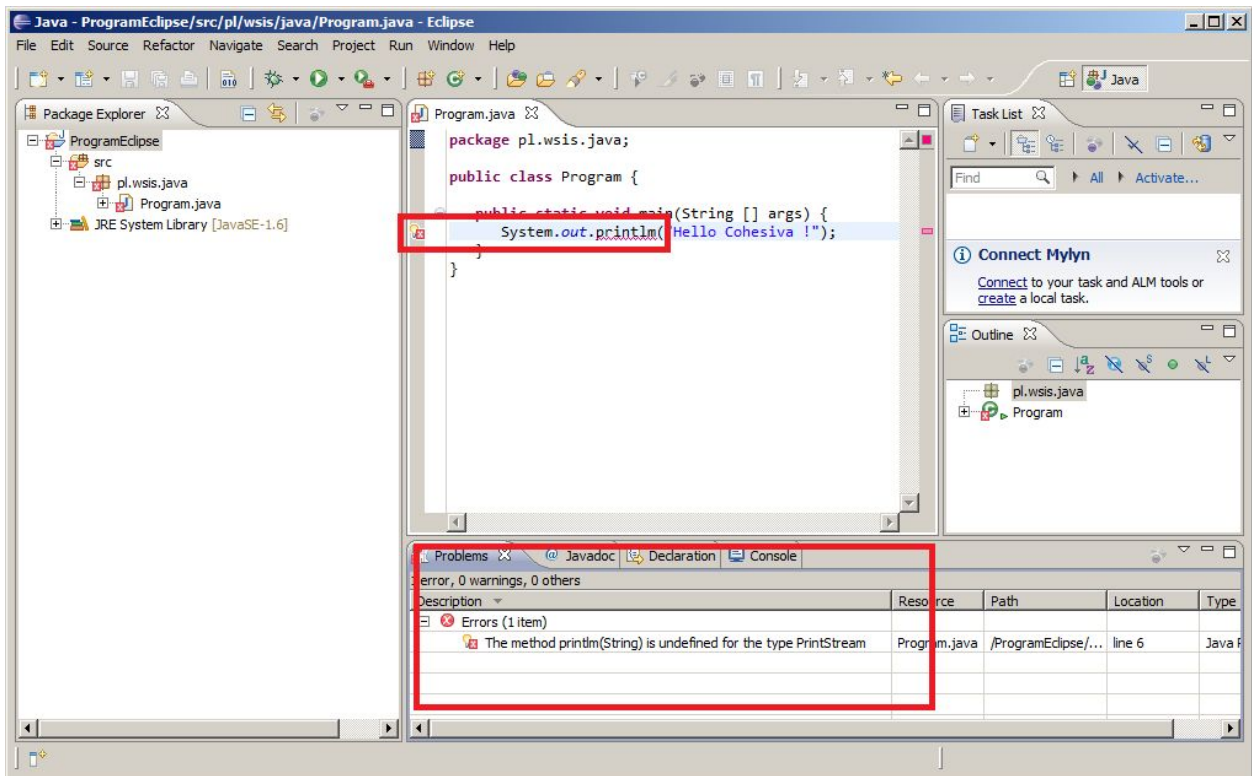 Java - ProgramEclipse/src/pl/wsis/java/Program.java - Eclipse
File Edit Source Refactor Navigate Search Project Run Window Help
Java
Package Explorer
ProgramEclipse
src
pl.wsis.java
Program.java
JRE System Library [JavaSE-1.6]
Program.java
package pl.wsis.java;
public class Program {
public static void main(String [] args) {
System.out.printlm("Hello Cohesiva !");
}
}
Task List
Find All Activate...
Connect Mylyn
Connect to your task and ALM tools or
create a local task.
Outline
pl.wsis.java
Program
Problems Javadoc Declaration Console
error, 0 warnings, 0 others
Description Resource Path Location Type
Errors (1 item)
The method printlm(String) is undefined for the type PrintStream Program.java /ProgramEclipse/... line 6 Java